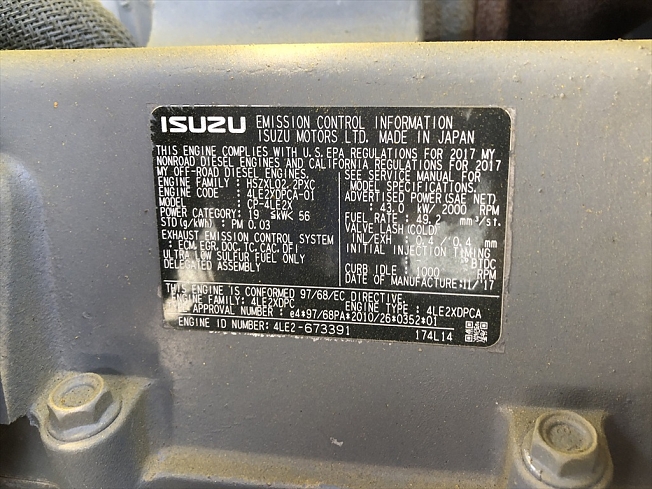 ISUZU EMISSION CONTROL INFORMATION
ISUZU MOTORS LTD. MADE IN JAPAN
THIS ENGINE COMPLIES WITH U.S.EPA REGULATIONS FOR 2017 MY
NONROAD DIESEL ENGINES AND CALIFORNIA REGULATIONS FOR 2017
MY OFF-ROAD DIESEL ENGINES.
ENGINE FAMILY : HSZXL02.2PXC
ENGINE CODE : 4LE2XDPCA-01
MODEL : CP-4LE2X
POWER CATEGORY: 19 ≤kW< 56
STD(g/kWh): PM 0.03
EXHAUST EMISSION CONTROL SYSTEM
: ECM, EGR, DOC, TC, CAC, DFI
ULTRA LOW SULFUR FUEL ONLY
DELEGATED ASSEMBLY
SEE SERVICE MANUAL FOR
MODEL SPECIFICATIONS.
ADVERTISED POWER(SAE NET)
: 43.0 kW/ 2000 RPM
FUEL RATE: 49. mm³/st.
VALVE LASH(COLD)
IN/EXH : 0.4/0.4 mm
INITIAL INJECTION TIMING
: BTDC
CURB IDLE: 1000 RPM
DATE OF MANUFACTURE:11/'17
THIS ENGINE IS CONFORMED 97/68/EC DIRECTIVE.
ENGINE FAMILY: 4LE2XDPC ENGINE TYPE: 4LE2XDPCA
APPROVAL NUMBER : e4*97/68PA*2010/26*0352*01
ENGINE ID NUMBER: 4LE2-673391 174L14